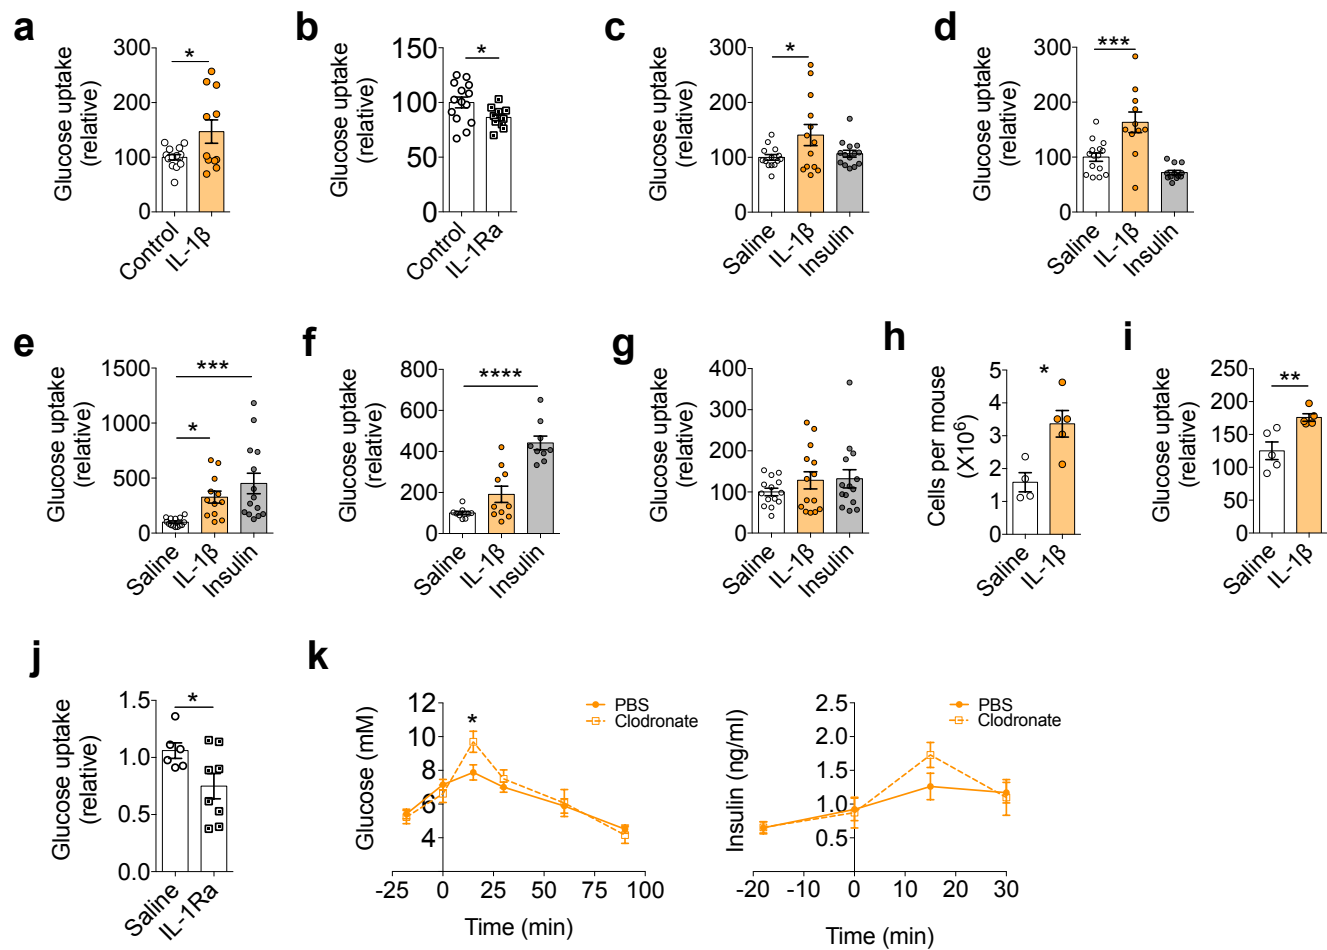 a
Glucose uptake
(relative)
300
200
100
0
*
Control
IL-1β
b
Glucose uptake
(relative)
150
100
50
0
*
Control
IL-1Ra
c
Glucose uptake
(relative)
300
200
100
0
*
Saline
IL-1β
Insulin
d
Glucose uptake
(relative)
300
200
100
0
***
Saline
IL-1β
Insulin
e
Glucose uptake
(relative)
1500
1000
500
0
***
*
Saline
IL-1β
Insulin
f
Glucose uptake
(relative)
800
600
400
200
0
****
Saline
IL-1β
Insulin
g
Glucose uptake
(relative)
400
300
200
100
0
Saline
IL-1β
Insulin
h
Cells per mouse
(X10⁶)
5
4
3
2
1
0
*
Saline
IL-1β
i
Glucose uptake
(relative)
250
200
150
100
50
0
**
Saline
IL-1β
j
Glucose uptake
(relative)
1.5
1.0
0.5
0.0
*
Saline
IL-1Ra
k
Glucose (mM)
12
10
8
6
4
*
PBS
Clodronate
-25 0 25 50 75 100
Time (min)
Insulin (ng/ml)
2.5
2.0
1.5
1.0
0.5
PBS
Clodronate
-20 -10 0 10 20 30
Time (min)